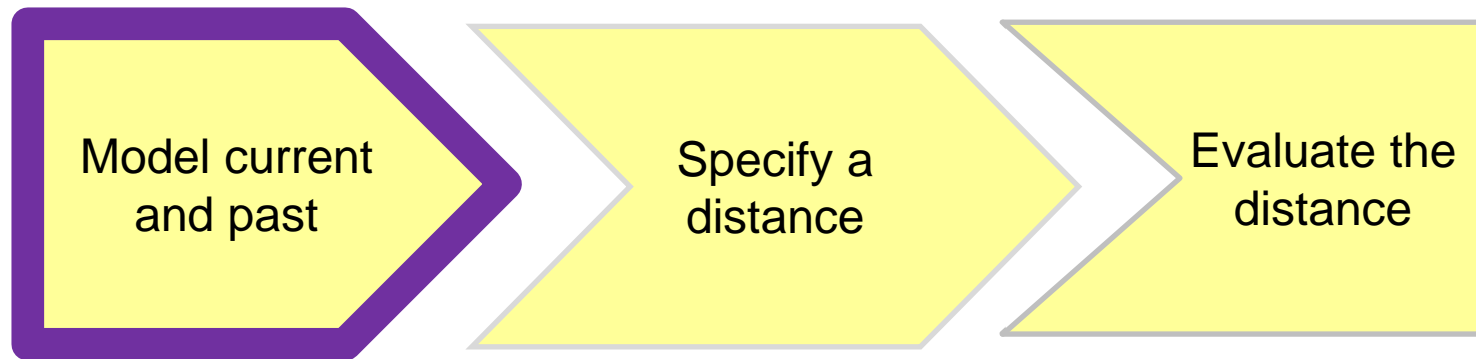 Model current
and past
Specify a
distance
Evaluate the
distance